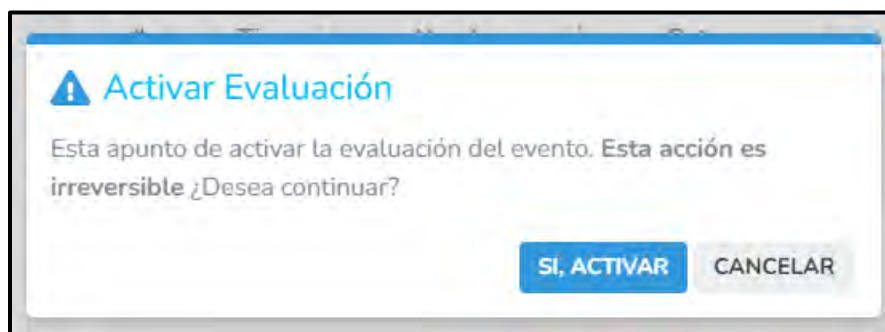 Activar Evaluación
Esta apunto de activar la evaluación del evento. Esta acción es
irreversible ¿Desea continuar?
SI, ACTIVAR CANCELAR